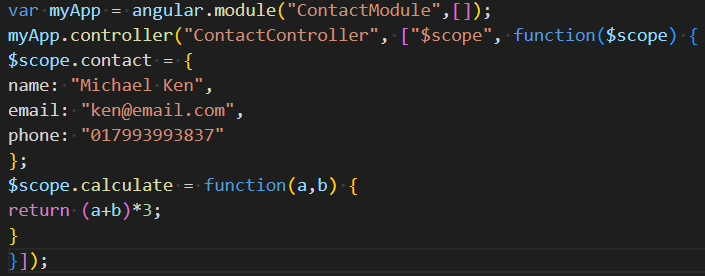 var myApp = angular.module("ContactModule",[]);
myApp.controller("ContactController", ["$scope", function($scope) {
$scope.contact = {
name: "Michael Ken",
email: "ken@email.com",
phone: "017993993837"
};
$scope.calculate = function(a,b) {
return (a+b)*3;
}
}]);